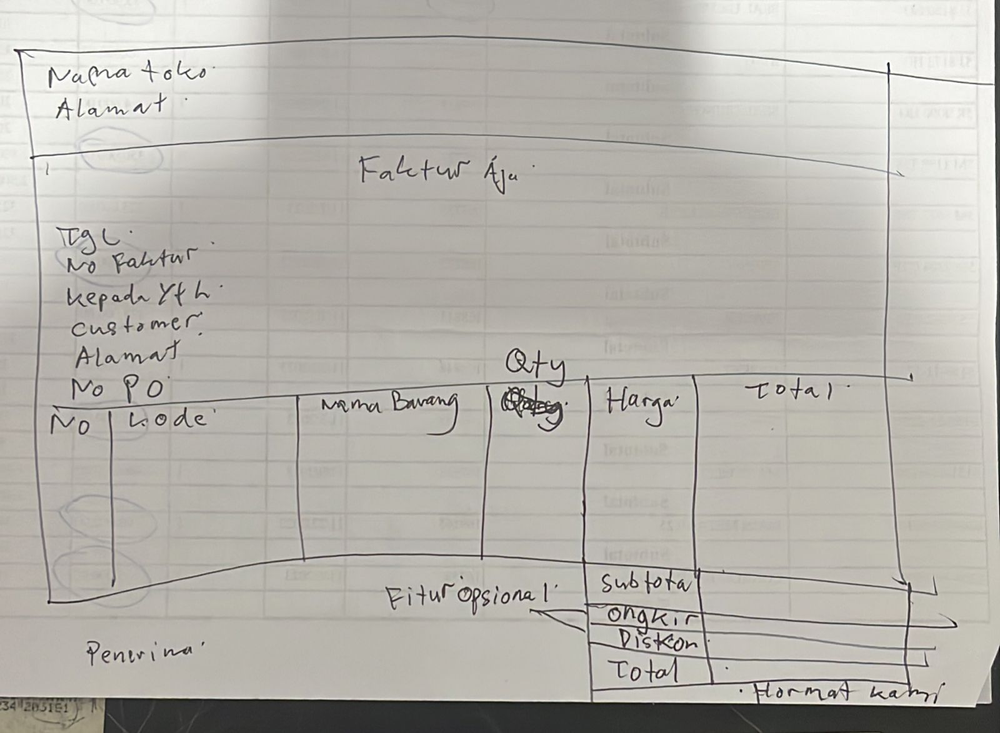 Nama toko
Alamat
Faktur Aja
Tgl
No Faktur
kepada Yth
customer
Alamat
No PO
No
Kode
Nama Barang
Qty
Harga
Total
Subtotal
Ongkir
Diskon
Total
Fitur opsional
Penerima
Hormat kami